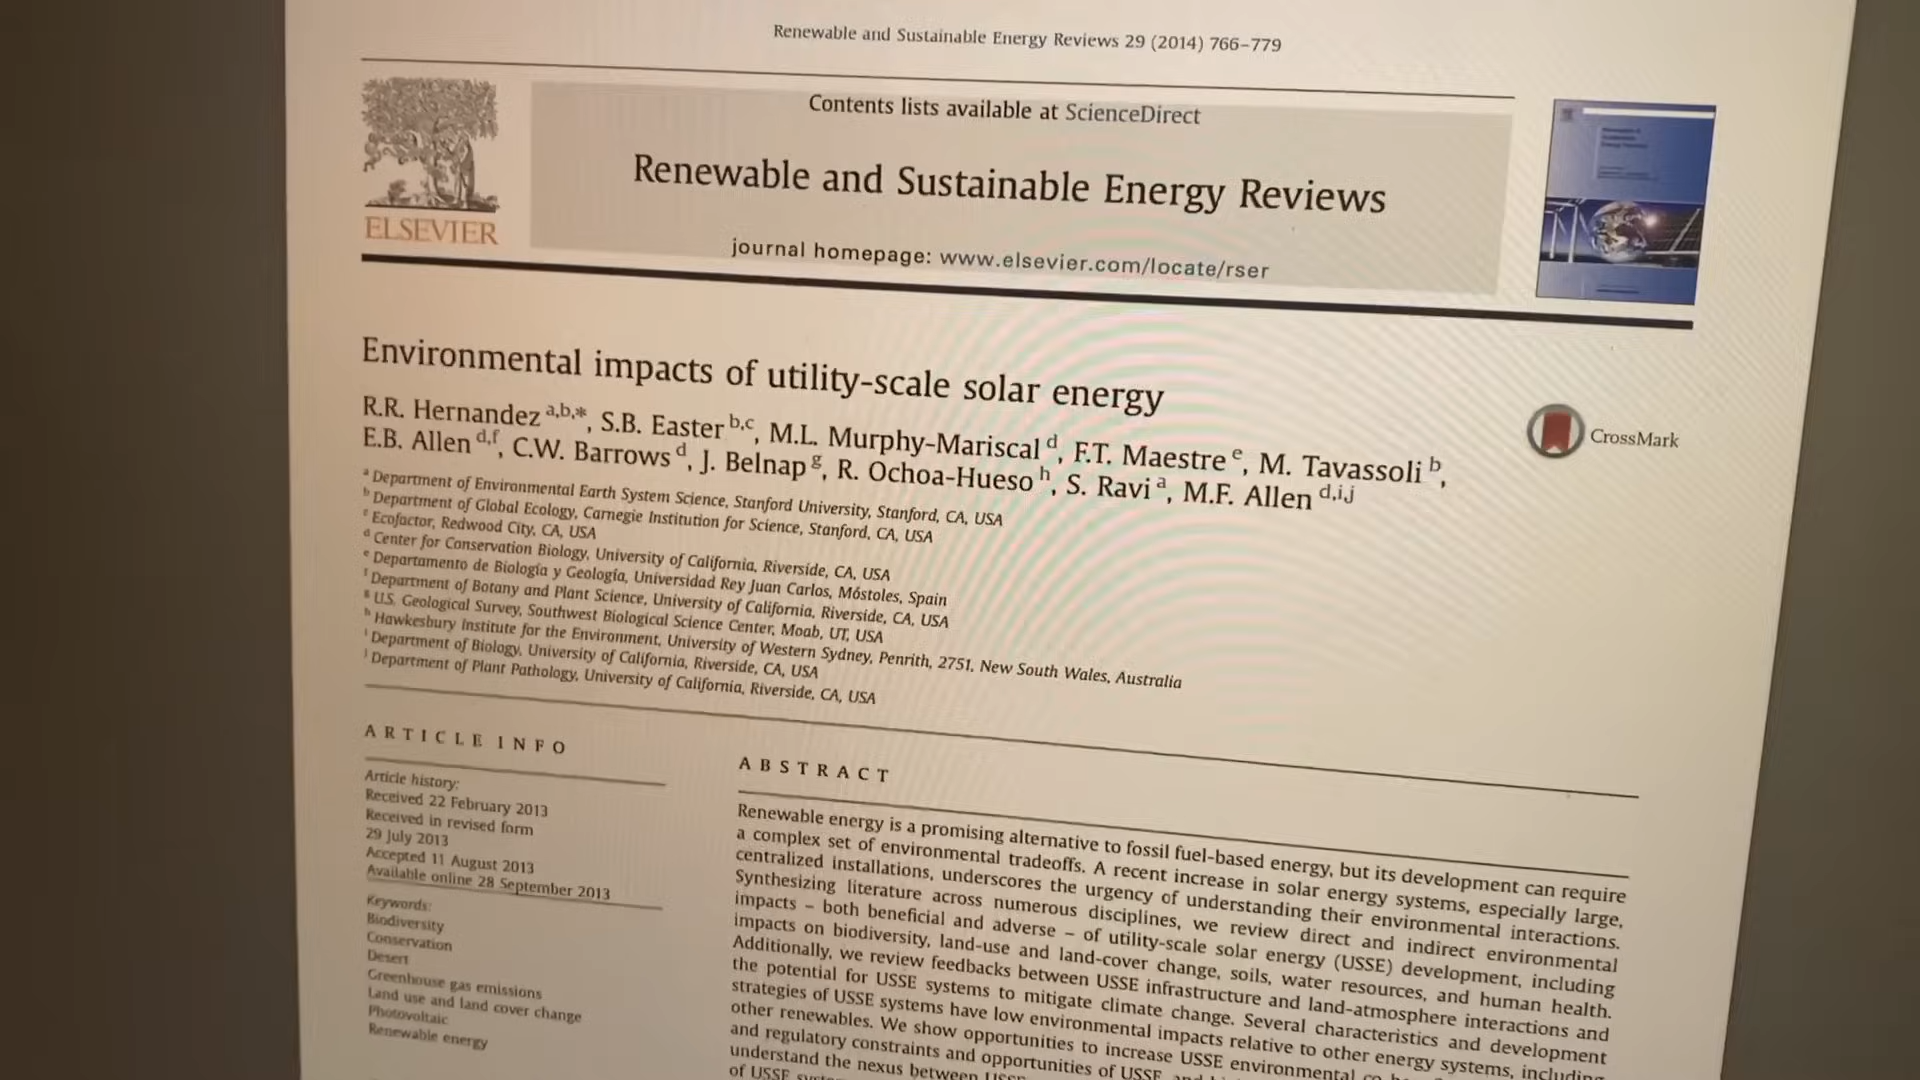 Renewable and Sustainable Energy Reviews 29 (2014) 766–779
Contents lists available at ScienceDirect
Renewable and Sustainable Energy Reviews
journal homepage: www.elsevier.com/locate/rser
ELSEVIER
Environmental impacts of utility-scale solar energy
CrossMark
R.R. Hernandez a,b,*, S.B. Easter b,c, M.L. Murphy-Mariscal d, F.T. Maestre e, M. Tavassoli b,
E.B. Allen d,f, C.W. Barrows d, J. Belnap g, R. Ochoa-Hueso h, S. Ravi a, M.F. Allen d,i,j
a Department of Environmental Earth System Science, Stanford University, Stanford, CA, USA
b Department of Global Ecology, Carnegie Institution for Science, Stanford, CA, USA
c Ecofactor, Redwood City, CA, USA
d Center for Conservation Biology, University of California, Riverside, CA, USA
e Departamento de Biología y Geología, Universidad Rey Juan Carlos, Móstoles, Spain
f Department of Botany and Plant Science, University of California, Riverside, CA, USA
g U.S. Geological Survey, Southwest Biological Science Center, Moab, UT, USA
h Hawkesbury Institute for the Environment, University of Western Sydney, Penrith, 2751, New South Wales, Australia
i Department of Biology, University of California, Riverside, CA, USA
j Department of Plant Pathology, University of California, Riverside, CA, USA
ARTICLE INFO
Article history:
Received 22 February 2013
Received in revised form
29 July 2013
Accepted 11 August 2013
Available online 28 September 2013
Keywords:
Biodiversity
Conservation
Desert
Greenhouse gas emissions
Land use and land cover change
Photovoltaic
Renewable energy
ABSTRACT
Renewable energy is a promising alternative to fossil fuel-based energy, but its development can require
a complex set of environmental tradeoffs. A recent increase in solar energy systems, especially large,
centralized installations, underscores the urgency of understanding their environmental interactions.
Synthesizing literature across numerous disciplines, we review direct and indirect environmental
impacts – both beneficial and adverse – of utility-scale solar energy (USSE) development, including
impacts on biodiversity, land-use and land-cover change, soils, water resources, and human health.
Additionally, we review feedbacks between USSE infrastructure and land-atmosphere interactions and
the potential for USSE systems to mitigate climate change. Several characteristics and development
strategies of USSE systems have low environmental impacts relative to other energy systems, including
other renewables. We show opportunities to increase USSE environmental
and regulatory constraints and opportunities of USSE
understand the nexus between
of USSE